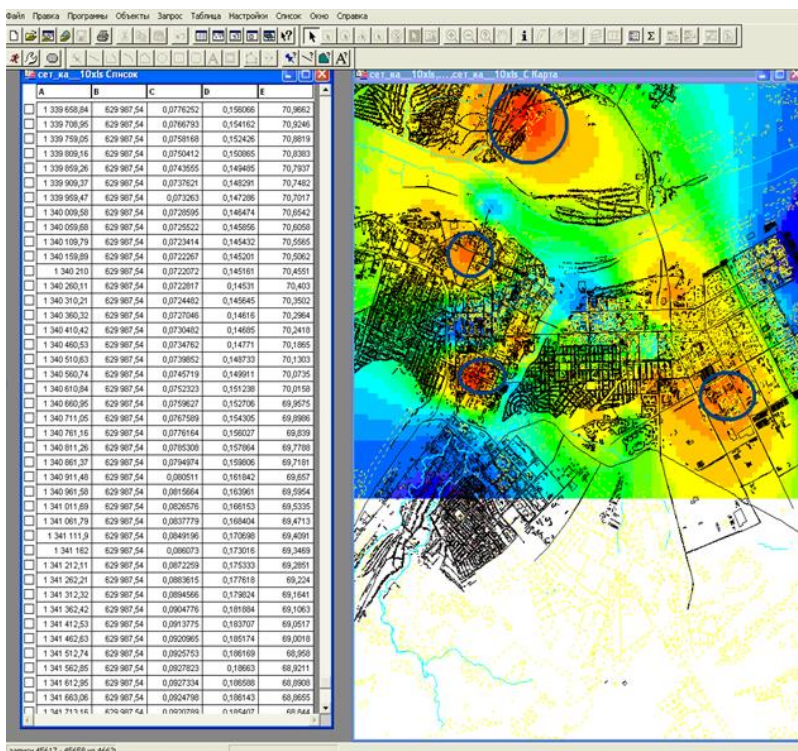 Файл Правка Программы Объекты Запрос Таблица Настройки Список Окно Справка
сет_ка__10xls Список
сет_ка__10xls,...,сет_ка__10xls_C Карта
A B C D E
1 339 658,84 629 987,54 0,0776252 0,156066 70,9662
1 339 708,95 629 987,54 0,0766793 0,154162 70,9246
1 339 759,05 629 987,54 0,0758168 0,152426 70,8819
1 339 809,16 629 987,54 0,0750412 0,150865 70,8383
1 339 859,26 629 987,54 0,0743555 0,149485 70,7937
1 339 909,37 629 987,54 0,0737621 0,148291 70,7482
1 339 959,47 629 987,54 0,073263 0,147286 70,7017
1 340 009,58 629 987,54 0,0728595 0,146474 70,6542
1 340 059,68 629 987,54 0,0725522 0,145856 70,6058
1 340 109,79 629 987,54 0,0723414 0,145432 70,5565
1 340 159,89 629 987,54 0,0722267 0,145201 70,5062
1 340 210 629 987,54 0,0722072 0,145161 70,4551
1 340 260,11 629 987,54 0,0722817 0,14531 70,403
1 340 310,21 629 987,54 0,0724482 0,145645 70,3502
1 340 360,32 629 987,54 0,0727046 0,14616 70,2964
1 340 410,42 629 987,54 0,0730482 0,14685 70,2418
1 340 460,53 629 987,54 0,0734762 0,14771 70,1865
1 340 510,63 629 987,54 0,0739852 0,148733 70,1303
1 340 560,74 629 987,54 0,0745719 0,149911 70,0735
1 340 610,84 629 987,54 0,0752323 0,151238 70,0158
1 340 660,95 629 987,54 0,0759627 0,152706 69,9575
1 340 711,05 629 987,54 0,0767589 0,154305 69,8986
1 340 761,16 629 987,54 0,0776164 0,156027 69,839
1 340 811,26 629 987,54 0,0785308 0,157864 69,7788
1 340 861,37 629 987,54 0,0794974 0,159806 69,7181
1 340 911,48 629 987,54 0,080511 0,161842 69,657
1 340 961,58 629 987,54 0,0815664 0,163961 69,5954
1 341 011,69 629 987,54 0,0826576 0,166153 69,5335
1 341 061,79 629 987,54 0,0837779 0,168404 69,4713
1 341 111,9 629 987,54 0,0849196 0,170698 69,4091
1 341 162 629 987,54 0,086073 0,173016 69,3469
1 341 212,11 629 987,54 0,0872259 0,175333 69,2851
1 341 262,21 629 987,54 0,0883615 0,177618 69,224
1 341 312,32 629 987,54 0,0894566 0,179824 69,1641
1 341 362,42 629 987,54 0,0904776 0,181884 69,1063
1 341 412,53 629 987,54 0,0913775 0,183707 69,0517
1 341 462,63 629 987,54 0,0920965 0,185174 69,0018
1 341 512,74 629 987,54 0,0925753 0,186169 68,958
1 341 562,85 629 987,54 0,0927823 0,18663 68,9211
1 341 612,95 629 987,54 0,0927334 0,186588 68,8908
1 341 663,06 629 987,54 0,0924798 0,186143 68,8655
1 341 713,16 629 987,54 0,0920789 0,185407 68,844